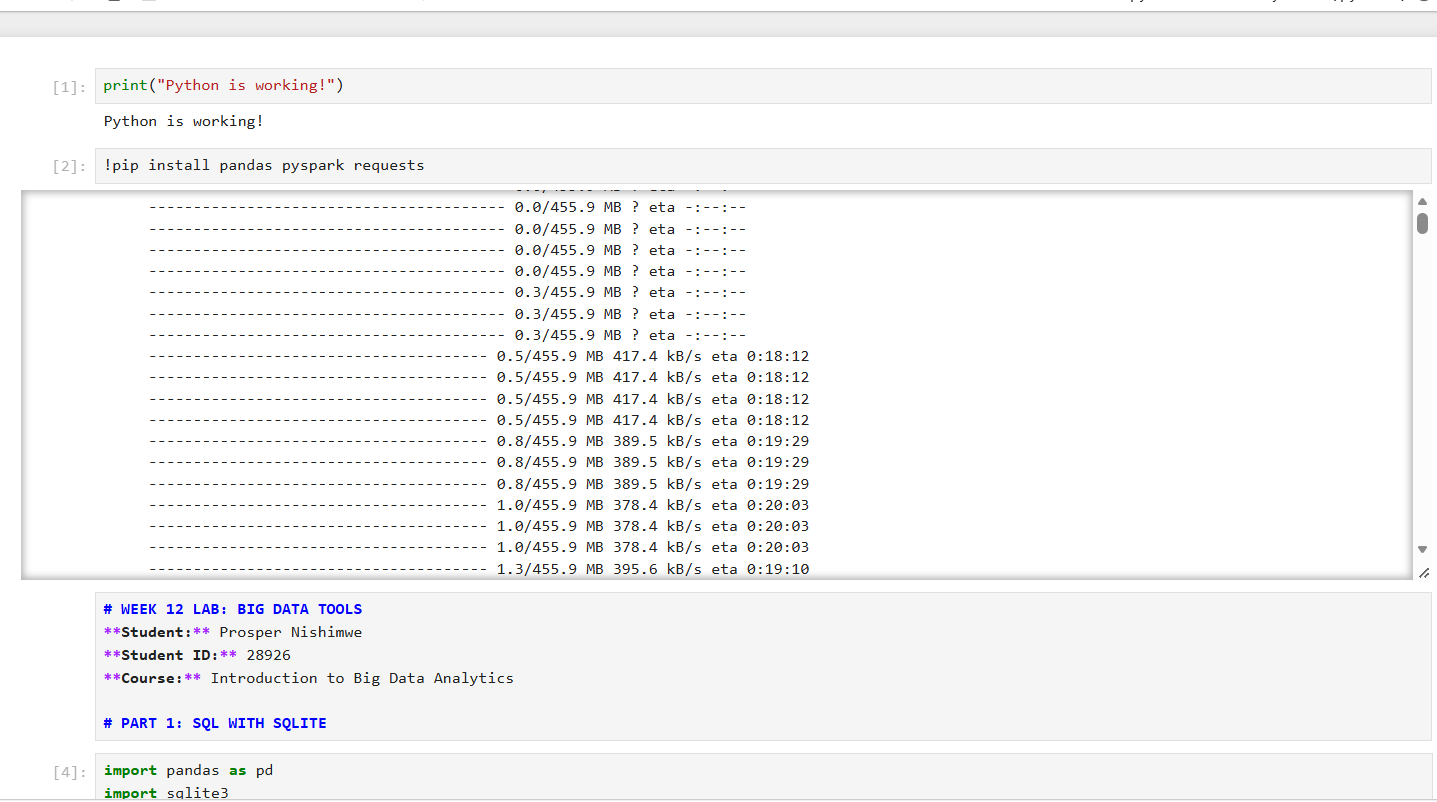 [1]: print("Python is working!")
Python is working!
[2]: !pip install pandas pyspark requests
---------------------------------------- 0.0/455.9 MB ? eta -:--:--
---------------------------------------- 0.0/455.9 MB ? eta -:--:--
---------------------------------------- 0.0/455.9 MB ? eta -:--:--
---------------------------------------- 0.0/455.9 MB ? eta -:--:--
---------------------------------------- 0.3/455.9 MB ? eta -:--:--
---------------------------------------- 0.3/455.9 MB ? eta -:--:--
---------------------------------------- 0.3/455.9 MB ? eta -:--:--
-------------------------------------- 0.5/455.9 MB 417.4 kB/s eta 0:18:12
-------------------------------------- 0.5/455.9 MB 417.4 kB/s eta 0:18:12
-------------------------------------- 0.5/455.9 MB 417.4 kB/s eta 0:18:12
-------------------------------------- 0.5/455.9 MB 417.4 kB/s eta 0:18:12
-------------------------------------- 0.8/455.9 MB 389.5 kB/s eta 0:19:29
-------------------------------------- 0.8/455.9 MB 389.5 kB/s eta 0:19:29
-------------------------------------- 0.8/455.9 MB 389.5 kB/s eta 0:19:29
-------------------------------------- 1.0/455.9 MB 378.4 kB/s eta 0:20:03
-------------------------------------- 1.0/455.9 MB 378.4 kB/s eta 0:20:03
-------------------------------------- 1.0/455.9 MB 378.4 kB/s eta 0:20:03
-------------------------------------- 1.3/455.9 MB 395.6 kB/s eta 0:19:10
# WEEK 12 LAB: BIG DATA TOOLS
**Student:** Prosper Nishimwe
**Student ID:** 28926
**Course:** Introduction to Big Data Analytics
# PART 1: SQL WITH SQLITE
[4]: import pandas as pd
import sqlite3